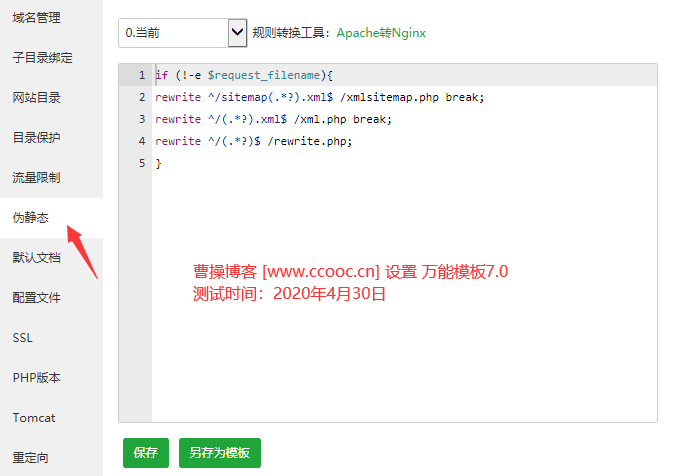 域名管理
子目录绑定
网站目录
目录保护
流量限制
伪静态
默认文档
配置文件
SSL
PHP版本
Tomcat
重定向
0.当前 规则转换工具：Apache转Nginx
1 if (!-e $request_filename){
2 rewrite ^/sitemap(.*?).xml$ /xmlsitemap.php break;
3 rewrite ^/(.*?).xml$ /xml.php break;
4 rewrite ^/(.*?)$ /rewrite.php;
5 }
曹操博客 [www.ccooc.cn] 设置 万能模板7.0
测试时间：2020年4月30日
保存 另存为模板